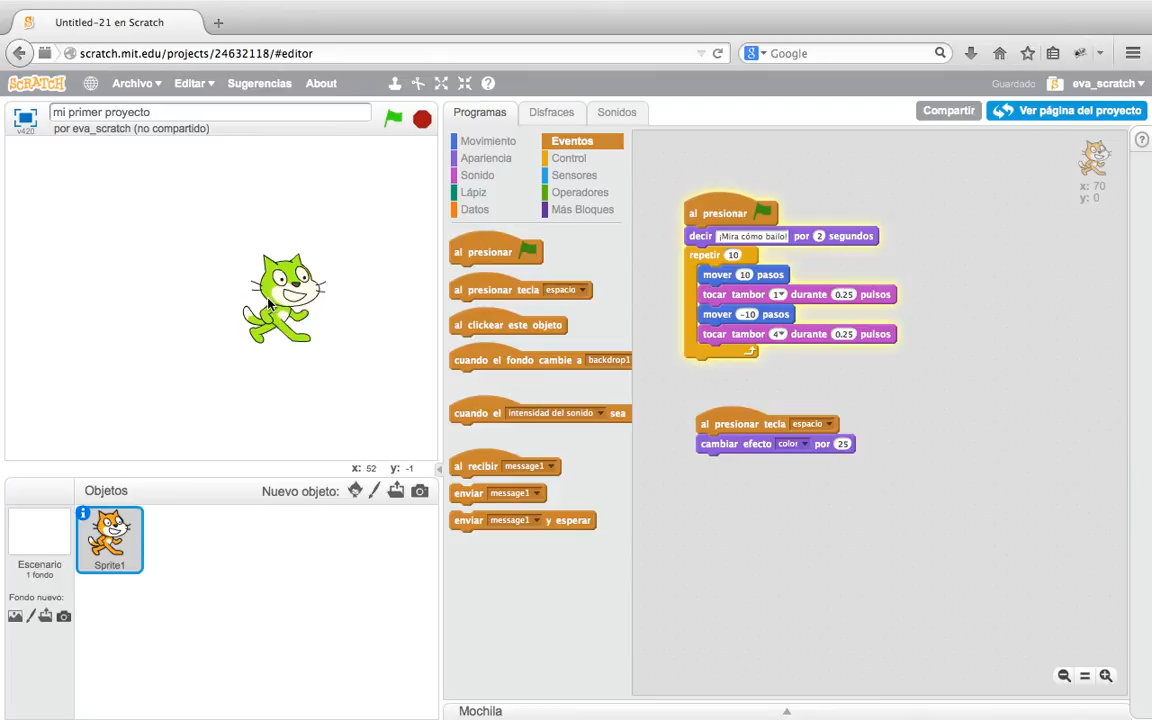 Untitled-21 en Scratch
scratch.mit.edu/projects/24632118/#editor
Google
SCRATCH
Archivo
Editar
Sugerencias
About
Guardado
eva_scratch
v420
mi primer proyecto
por eva_scratch (no compartido)
Programas
Disfraces
Sonidos
Compartir
Ver página del proyecto
Movimiento
Eventos
Apariencia
Control
Sonido
Sensores
Lápiz
Operadores
Datos
Más Bloques
al presionar
al presionar tecla espacio
al clickear este objeto
cuando el fondo cambie a backdrop1
cuando el Intensidad del sonido sea
al recibir message1
enviar message1
enviar message1 y esperar
x: 70
y: 0
al presionar
decir ¡Mira cómo bailo! por 2 segundos
repetir 10
mover 10 pasos
tocar tambor 1 durante 0.25 pulsos
mover -10 pasos
tocar tambor 4 durante 0.25 pulsos
al presionar tecla espacio
cambiar efecto color por 25
x: 52 y: -1
Objetos
Nuevo objeto:
Escenario
1 fondo
Fondo nuevo:
Sprite1
Mochila